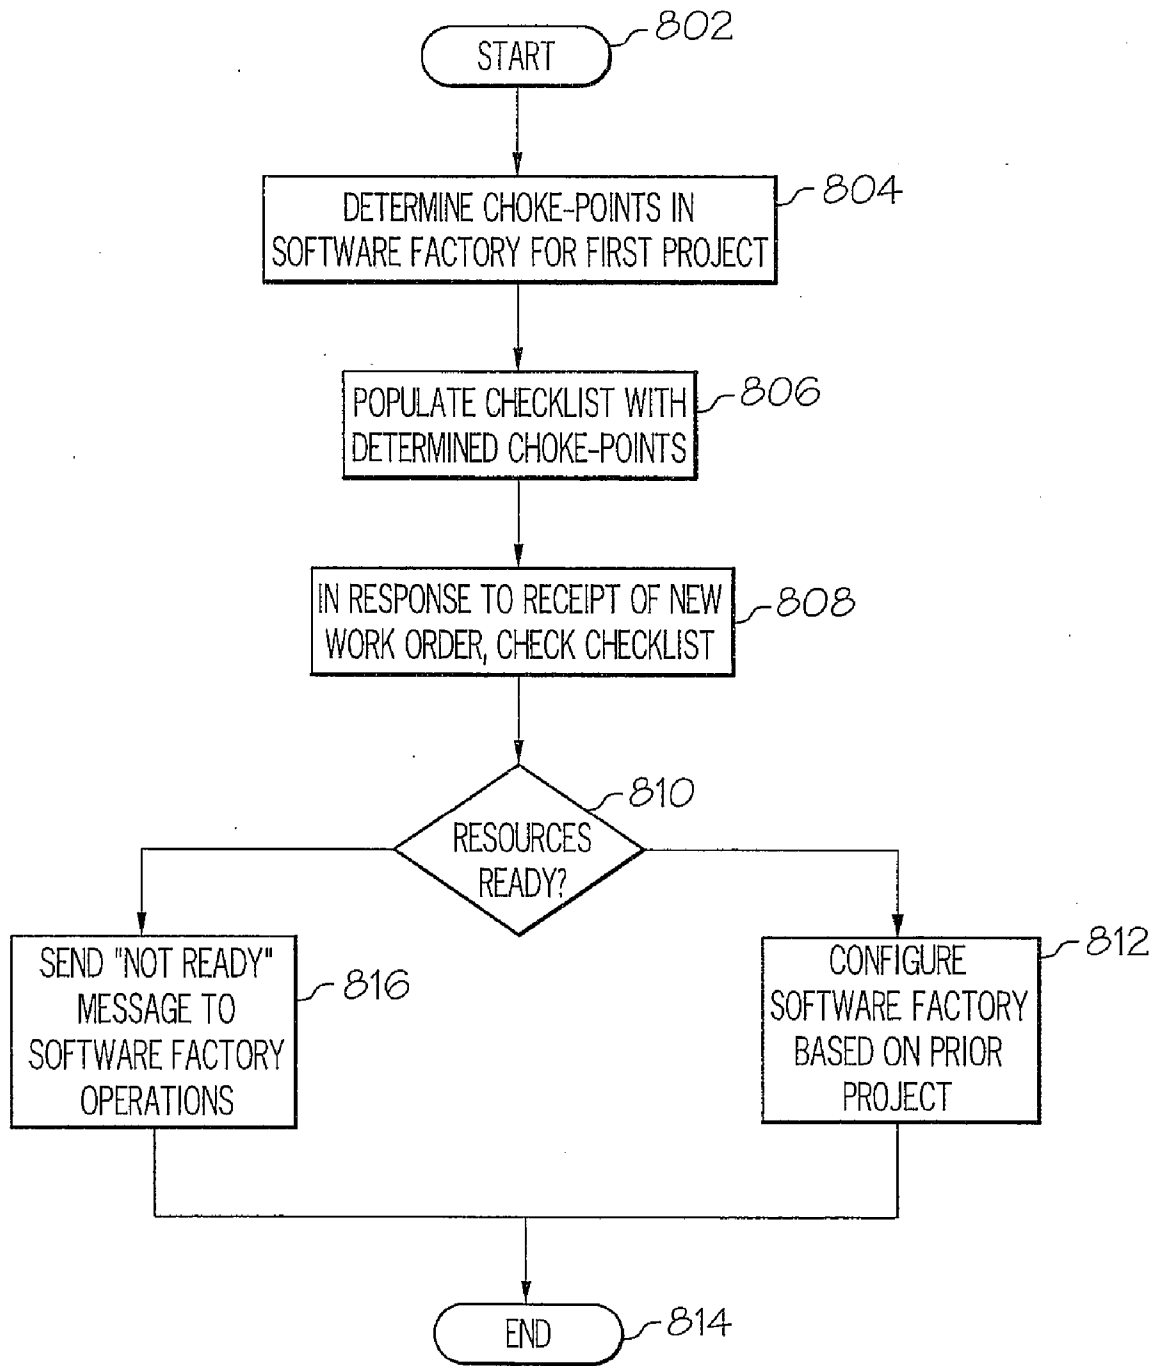 START
802
DETERMINE CHOKE-POINTS IN
SOFTWARE FACTORY FOR FIRST PROJECT
804
POPULATE CHECKLIST WITH
DETERMINED CHOKE-POINTS
806
IN RESPONSE TO RECEIPT OF NEW
WORK ORDER, CHECK CHECKLIST
808
RESOURCES
READY?
810
SEND "NOT READY"
MESSAGE TO
SOFTWARE FACTORY
OPERATIONS
816
CONFIGURE
SOFTWARE FACTORY
BASED ON PRIOR
PROJECT
812
END
814